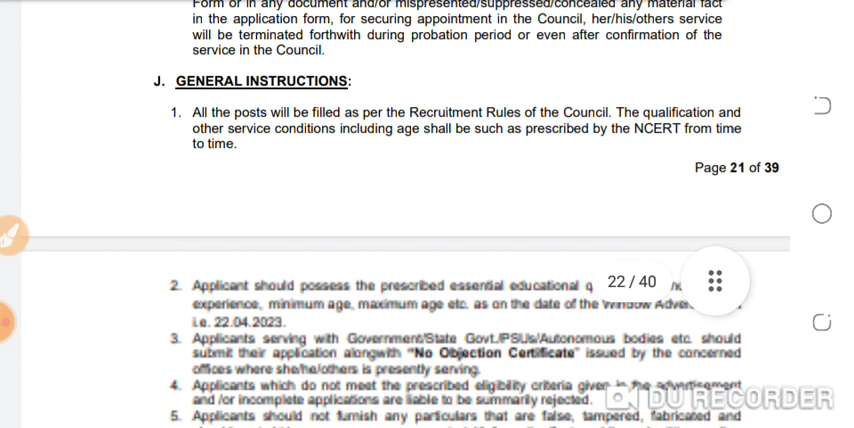 Form or in any document and/or mispresented/suppressed/concealed any material fact
in the application form, for securing appointment in the Council, her/his/others service
will be terminated forthwith during probation period or even after confirmation of the
service in the Council.
J. GENERAL INSTRUCTIONS:
1. All the posts will be filled as per the Recruitment Rules of the Council. The qualification and
other service conditions including age shall be such as prescribed by the NCERT from time
to time.
Page 21 of 39
2. Applicant should possess the prescribed essential educational
22 / 40
experience, minimum age, maximum age etc. as on the date of the Window
i.e. 22.04.2023.
3. Applicants serving with Government/State Govt./PSUs/Autonomous bodies etc. should
submit their application alongwith "No Objection Certificate" issued by the concerned
offices where she/he/others is presently serving.
4. Applicants which do not meet the prescribed eligibility criteria given in the advertisement
and /or incomplete applications are liable to be summarily rejected.
DU RECORDER
5. Applicants should not furnish any particulars that are false, tampered, fabricated and